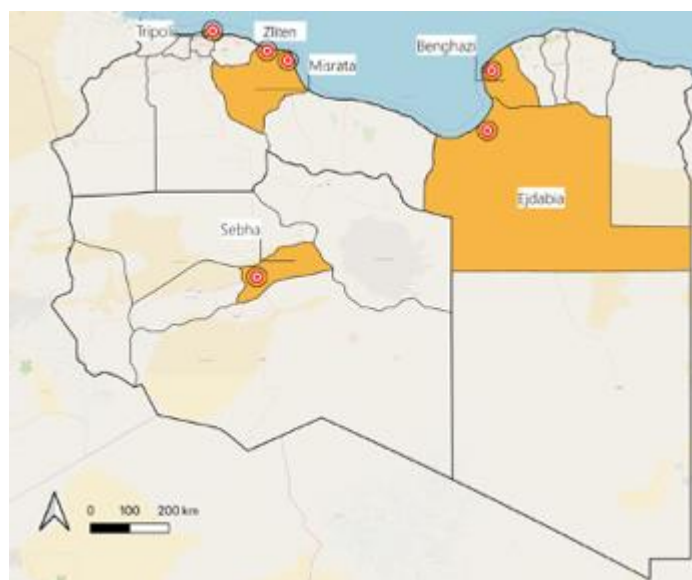 Tripoli
Zliten
Misrata
Benghazi
Ejdabia
Sebha
0 100 200 km